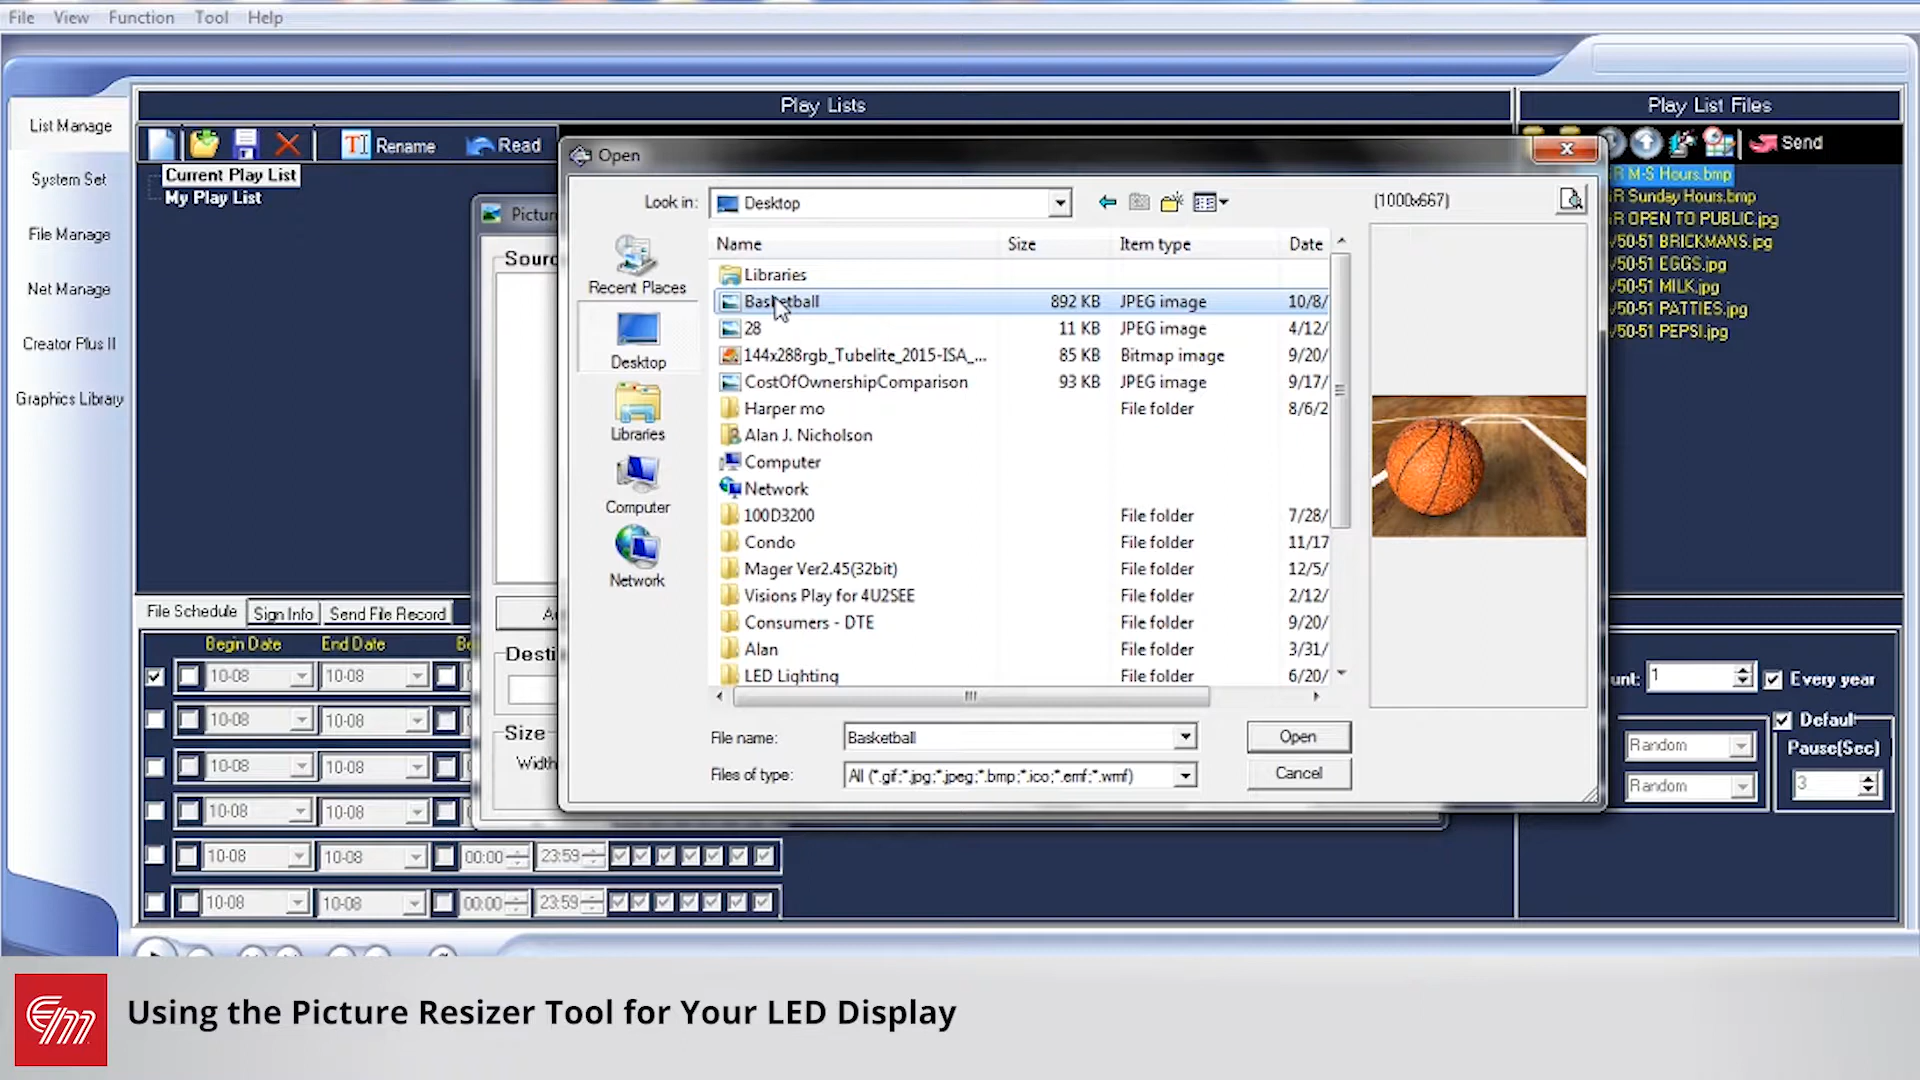 File View Function Tool Help
Play Lists
Play List Files
List Manage
System Set
File Manage
Net Manage
Creator Plus II
Graphics Library
Rename
Read
Send
Current Play List
My Play List
R M-S Hours.bmp
R Sunday Hours.bmp
R OPEN TO PUBLIC.jpg
50-51 BRICKMANS.jpg
50-51 EGGS.jpg
50-51 MILK.jpg
50-51 PATTIES.jpg
50-51 PEPSI.jpg
Open
Look in: Desktop
(1000x667)
Recent Places
Desktop
Libraries
Computer
Network
Name Size Item type Date
Libraries
Basketball 892 KB JPEG image 10/8/
28 11 KB JPEG image 4/12/
144x288rgb_Tubelite_2015-ISA_... 85 KB Bitmap image 9/20/
CostOfOwnershipComparison 93 KB JPEG image 9/17/
Harper mo File folder 8/6/2
Alan J. Nicholson
Computer
Network
100D3200 File folder 7/28/
Condo File folder 11/17
Mager Ver2.45(32bit) File folder 12/5/
Visions Play for 4U2SEE File folder 2/12/
Consumers - DTE File folder 9/20/
Alan File folder 3/31/
LED Lighting File folder 6/20/
File name: Basketball Open
Files of type: All (*.gif;*.jpg;*.jpeg;*.bmp;*.ico;*.emf;*.wmf) Cancel
Pictur
Sourc
A
Desti
Size
Width
File Schedule Sign Info Send File Record
Begin Date End Date Be
10-08 10-08
10-08 10-08
10-08 10-08
10-08 10-08
10-08 10-08 00:00 23:59
10-08 10-08 00:00 23:59
unt: 1 Every year
Random
Random
Default
Pause(Sec)
3
EM
Using the Picture Resizer Tool for Your LED Display